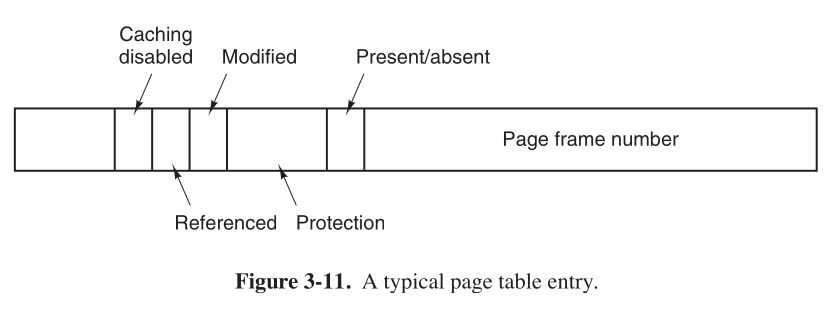 Caching
disabled
Modified
Present/absent
Page frame number
Referenced
Protection
Figure 3-11. A typical page table entry.